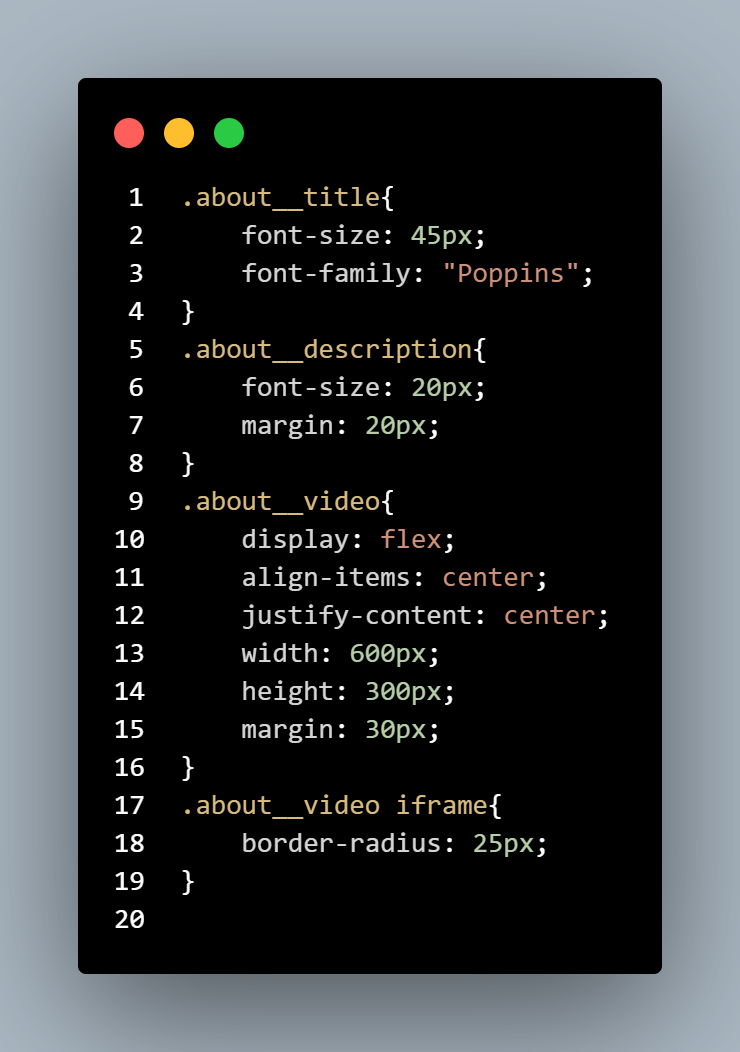 1 .about__title{
2     font-size: 45px;
3     font-family: "Poppins";
4 }
5 .about__description{
6     font-size: 20px;
7     margin: 20px;
8 }
9 .about__video{
10     display: flex;
11     align-items: center;
12     justify-content: center;
13     width: 600px;
14     height: 300px;
15     margin: 30px;
16 }
17 .about__video iframe{
18     border-radius: 25px;
19 }
20